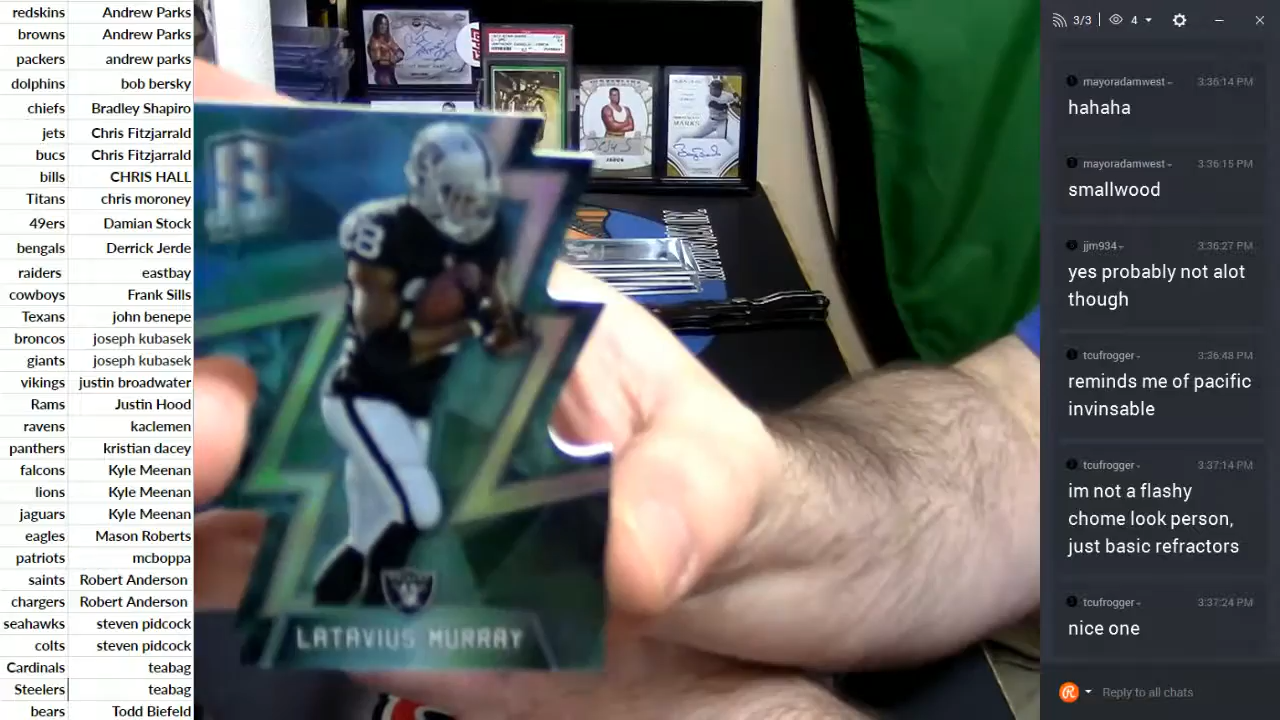 redskins Andrew Parks
browns Andrew Parks
packers andrew parks
dolphins bob bersky
chiefs Bradley Shapiro
jets Chris Fitzjarrald
bucs Chris Fitzjarrald
bills CHRIS HALL
Titans chris moroney
49ers Damian Stock
bengals Derrick Jerde
raiders eastbay
cowboys Frank Sills
Texans john benepe
broncos joseph kubasek
giants joseph kubasek
vikings justin broadwater
Rams Justin Hood
ravens kaclemen
panthers kristian dacey
falcons Kyle Meenan
lions Kyle Meenan
jaguars Kyle Meenan
eagles Mason Roberts
patriots mcboppa
saints Robert Anderson
chargers Robert Anderson
seahawks steven pidcock
colts steven pidcock
Cardinals teabag
Steelers teabag
bears Todd Biefeld
28
LATAVIUS MURRAY
3/3 4
mayoradamwest 3:36:14 PM
hahaha
mayoradamwest 3:36:15 PM
smallwood
jjm934 3:36:27 PM
yes probably not alot
though
tcufrogger 3:36:48 PM
reminds me of pacific
invinsable
tcufrogger 3:37:14 PM
im not a flashy
chome look person,
just basic refractors
tcufrogger 3:37:24 PM
nice one
Reply to all chats